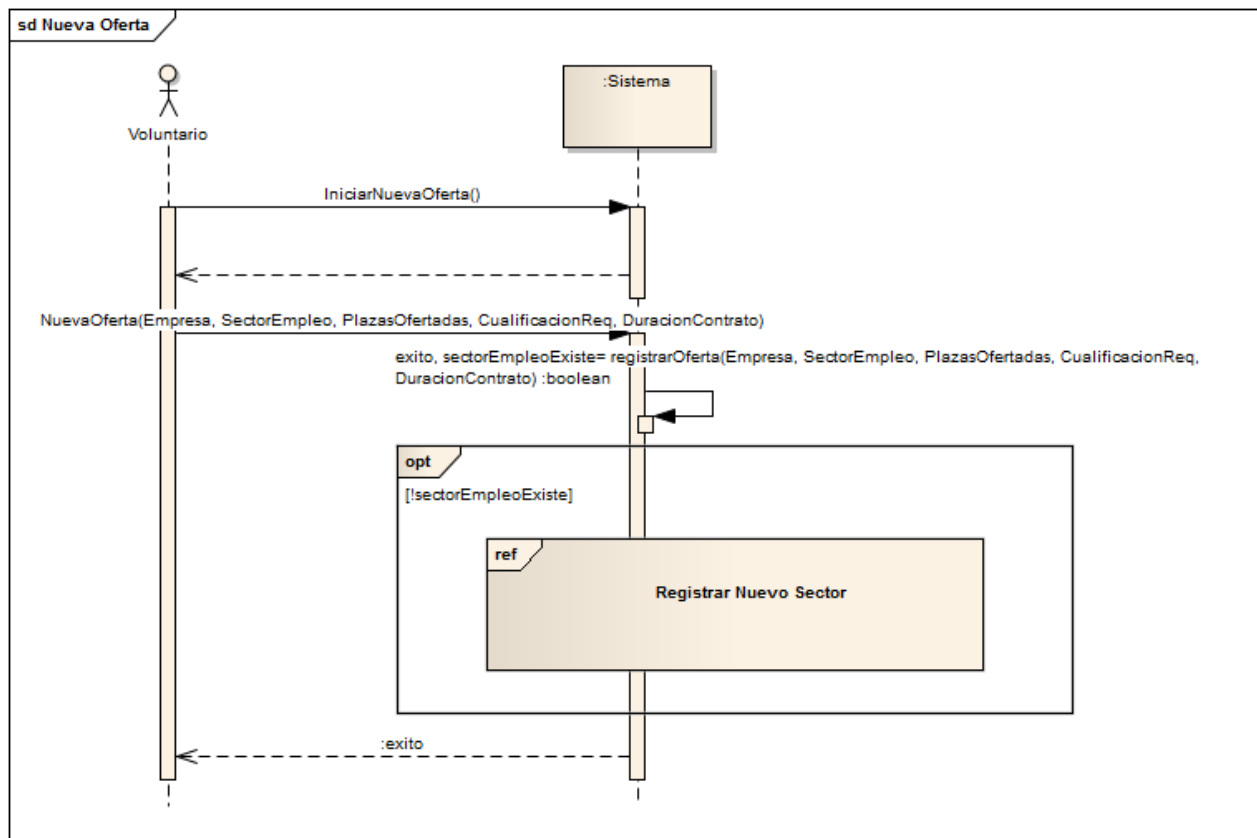 sd Nueva Oferta
:Sistema
Voluntario
IniciarNuevaOferta()
NuevaOferta(Empresa, SectorEmpleo, PlazasOfertadas, CualificacionReq, DuracionContrato)
exito, sectorEmpleoExiste= registrarOferta(Empresa, SectorEmpleo, PlazasOfertadas, CualificacionReq,
DuracionContrato) :boolean
opt
[!sectorEmpleoExiste]
ref
Registrar Nuevo Sector
:exito